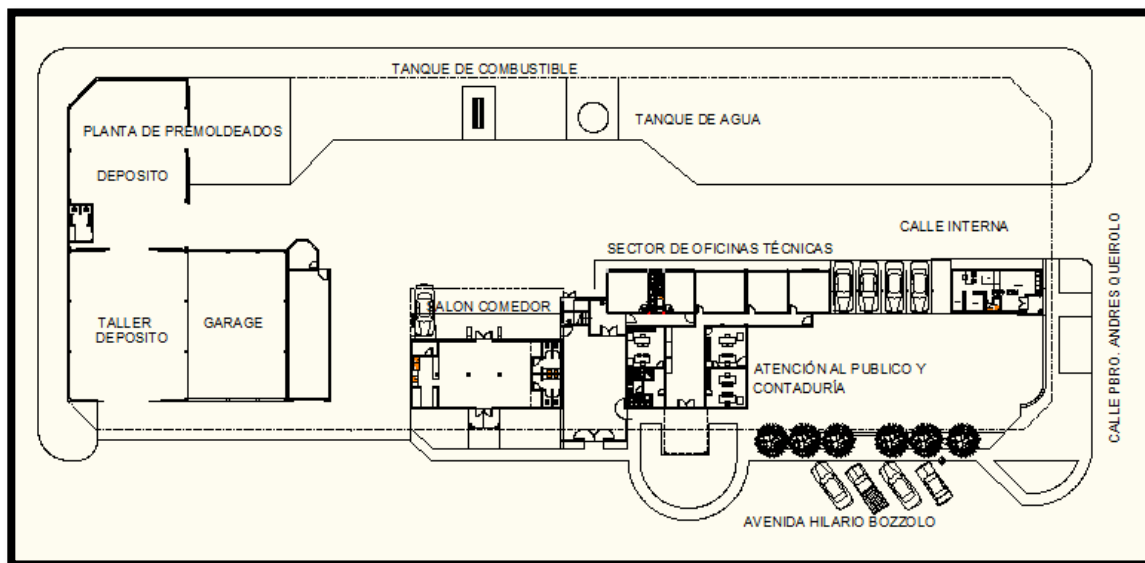 TANQUE DE COMBUSTIBLE
TANQUE DE AGUA
PLANTA DE PREMOLDEADOS
DEPOSITO
CALLE INTERNA
SECTOR DE OFICINAS TÉCNICAS
CALLE PBRO. ANDRES QUEIROLO
SALON COMEDOR
TALLER
DEPOSITO
GARAGE
ATENCIÓN AL PUBLICO Y
CONTADURÍA
AVENIDA HILARIO BOZZOLO